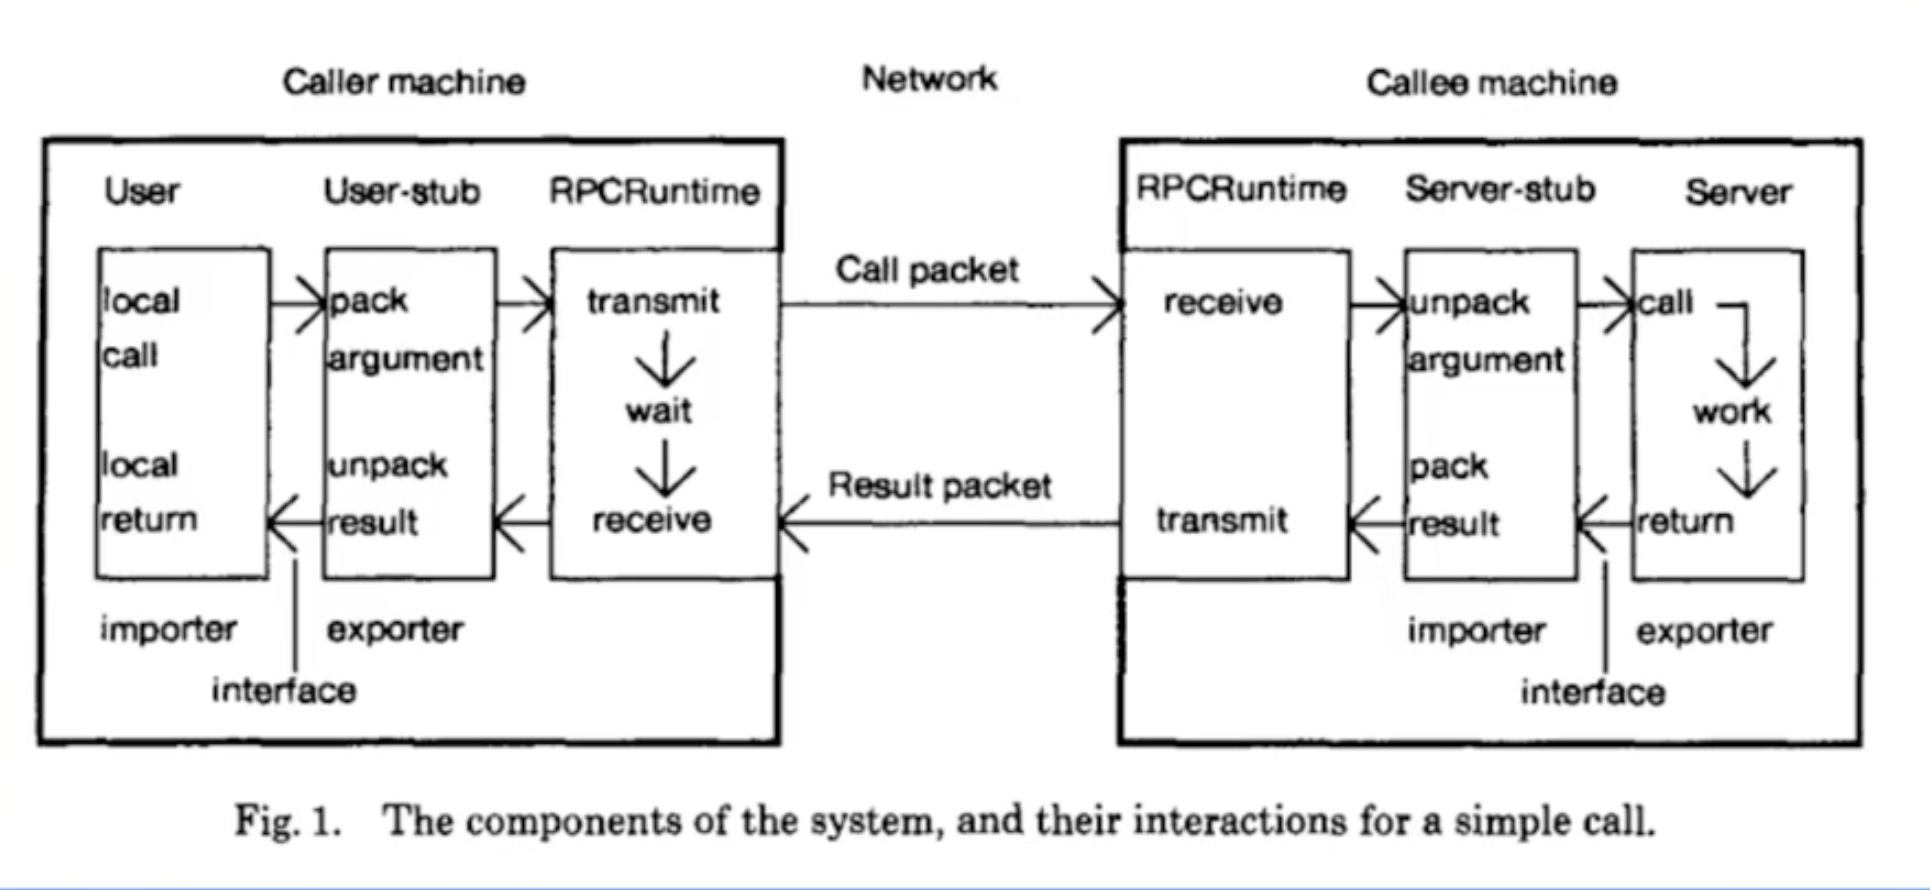 Caller machine
Network
Callee machine
User
User-stub
RPCRuntime
local
call
local
return
pack
argument
unpack
result
transmit
wait
receive
importer
exporter
interface
Call packet
Result packet
RPCRuntime
Server-stub
Server
receive
transmit
unpack
argument
pack
result
call
work
return
importer
exporter
interface
Fig. 1. The components of the system, and their interactions for a simple call.